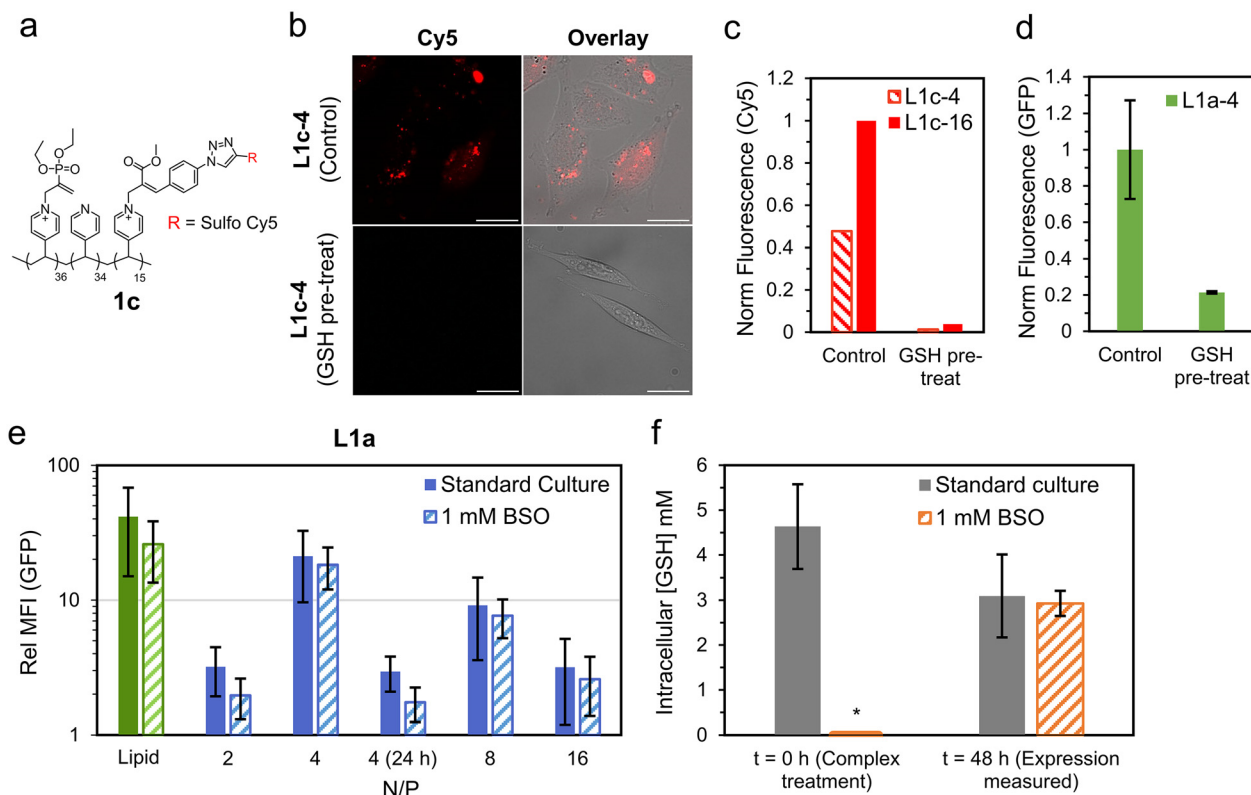 a
O
O
P
O
O
O
N
N
N
R
N
+
N
N
+
36
34
15
R = Sulfo Cy5
1c
b
Cy5
Overlay
L1c-4
(Control)
L1c-4
(GSH pre-treat)
c
Norm Fluorescence (Cy5)
1.2
1
0.8
0.6
0.4
0.2
0
L1c-4
L1c-16
Control
GSH pre-
treat
d
Norm Fluorescence (GFP)
1.4
1.2
1
0.8
0.6
0.4
0.2
0
L1a-4
Control
GSH
pre-treat
e
L1a
Rel MFI (GFP)
100
10
1
Standard Culture
1 mM BSO
Lipid
2
4
4 (24 h)
8
16
N/P
f
Intracellular [GSH] mM
6
5
4
3
2
1
0
Standard culture
1 mM BSO
*
t = 0 h (Complex
treatment)
t = 48 h (Expression
measured)